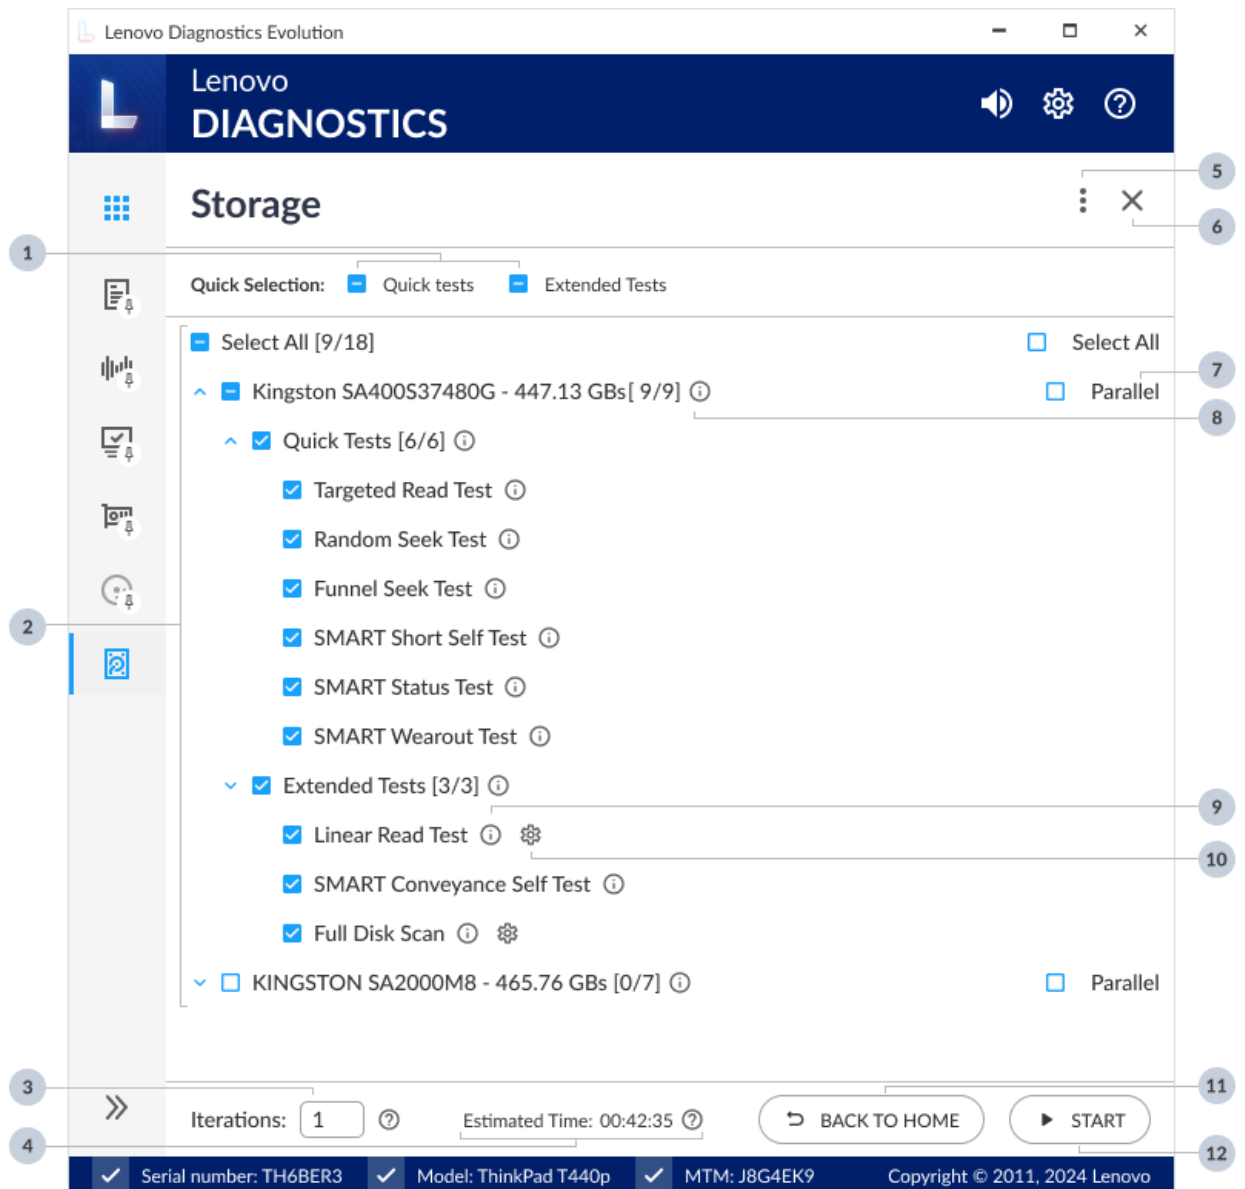 Lenovo Diagnostics Evolution
Lenovo
DIAGNOSTICS
5
Storage
6
1
Quick Selection: Quick tests Extended Tests
Select All [9/18] Select All
7
Kingston SA400S37480G - 447.13 GBs[ 9/9] Parallel
8
Quick Tests [6/6]
Targeted Read Test
Random Seek Test
Funnel Seek Test
2
SMART Short Self Test
SMART Status Test
SMART Wearout Test
Extended Tests [3/3]
9
Linear Read Test
10
SMART Conveyance Self Test
Full Disk Scan
KINGSTON SA2000M8 - 465.76 GBs [0/7] Parallel
3
11
Iterations: 1 Estimated Time: 00:42:35 BACK TO HOME START
4
12
Serial number: TH6BER3 Model: ThinkPad T440p MTM: J8G4EK9 Copyright © 2011, 2024 Lenovo